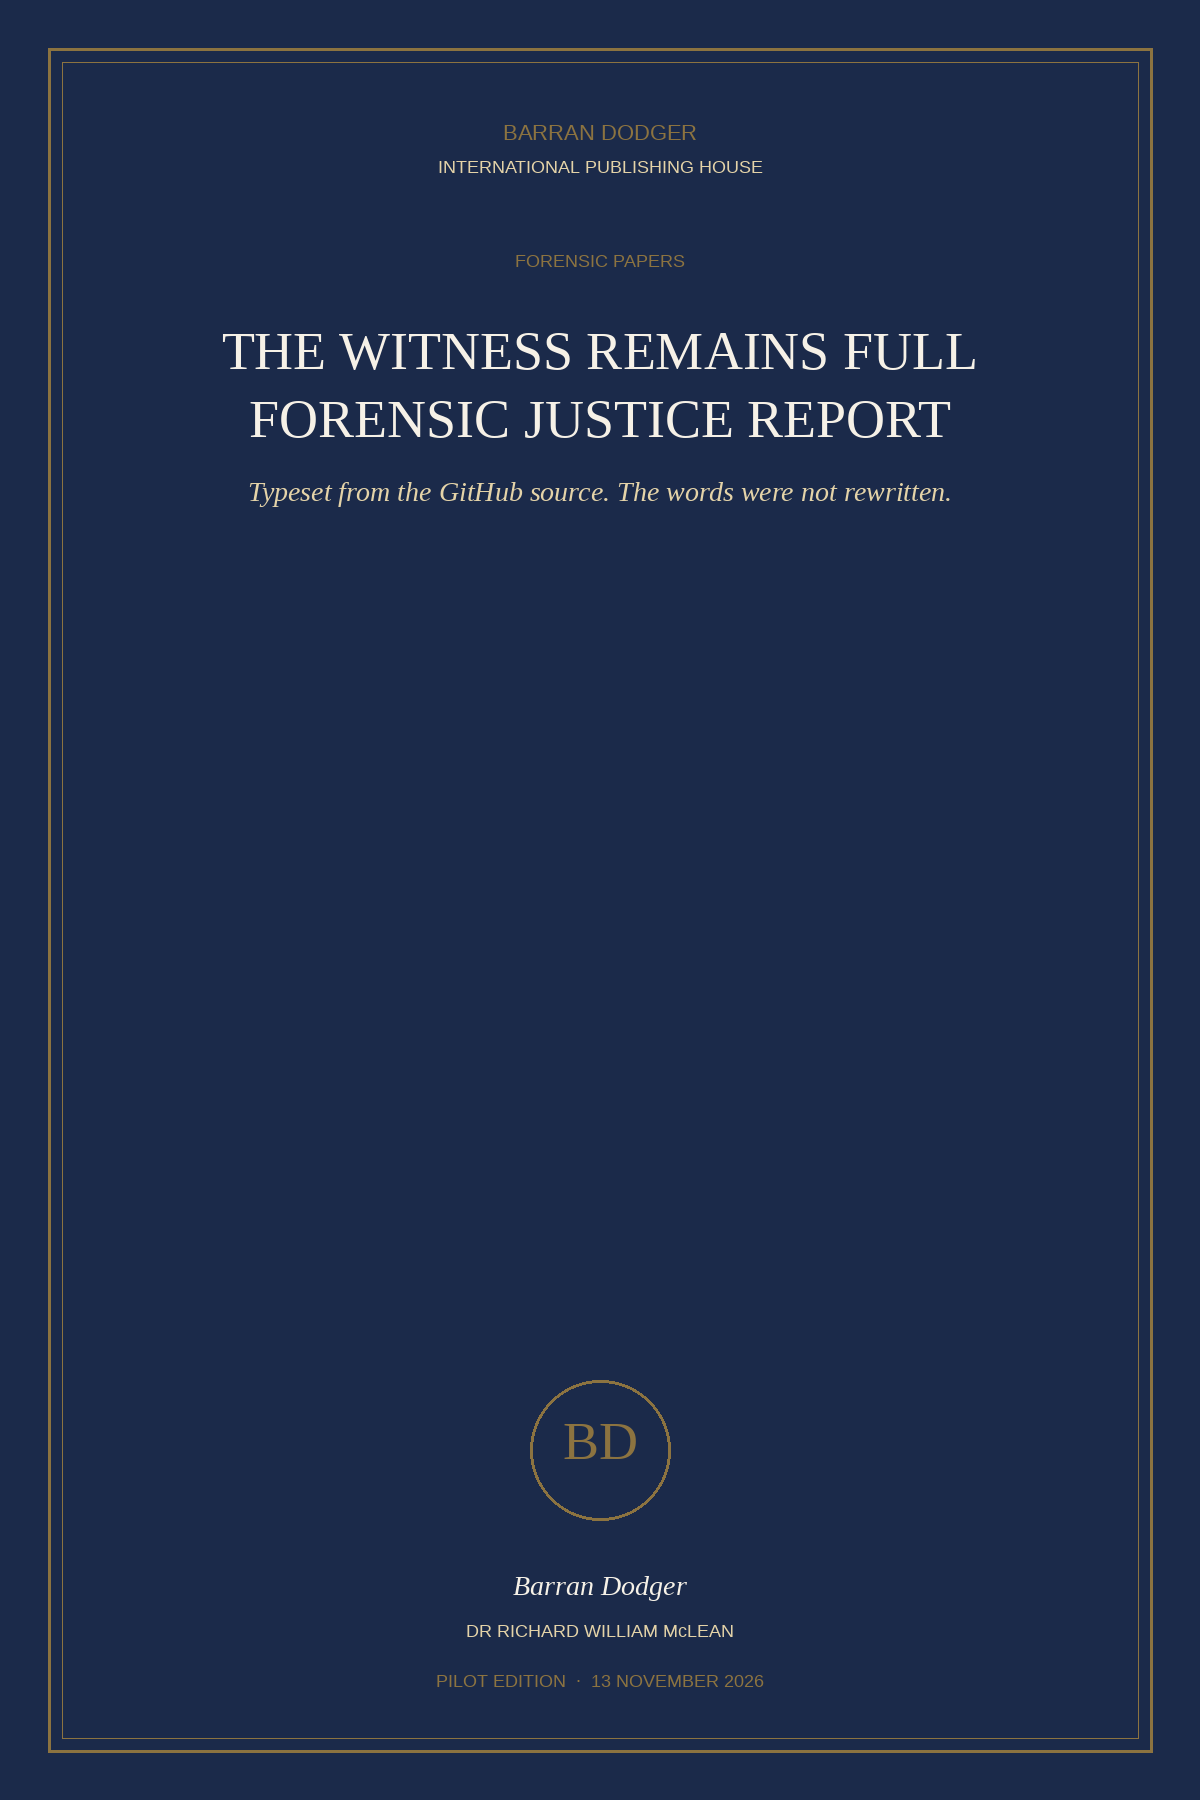 BARRAN DODGER
INTERNATIONAL PUBLISHING HOUSE
FORENSIC PAPERS
THE WITNESS REMAINS FULL
FORENSIC JUSTICE REPORT
Typeset from the GitHub source. The words were not rewritten.
BD
Barran Dodger
DR RICHARD WILLIAM McLEAN
PILOT EDITION · 13 NOVEMBER 2026